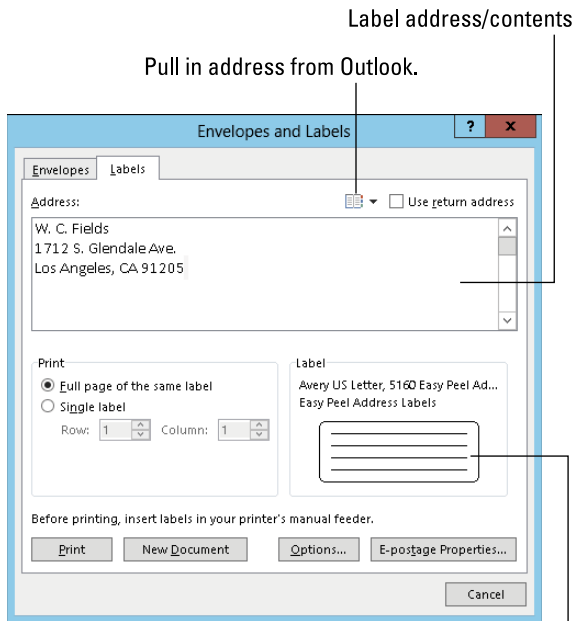 Label address/contents
Pull in address from Outlook.
Envelopes and Labels ? x
Envelopes Labels
Address: Use return address
W. C. Fields
1712 S. Glendale Ave.
Los Angeles, CA 91205
Print Label
Full page of the same label Avery US Letter, 5160 Easy Peel Ad...
Single label Easy Peel Address Labels
Row: 1 Column: 1
Before printing, insert labels in your printer's manual feeder.
Print New Document Options... E-postage Properties...
Cancel